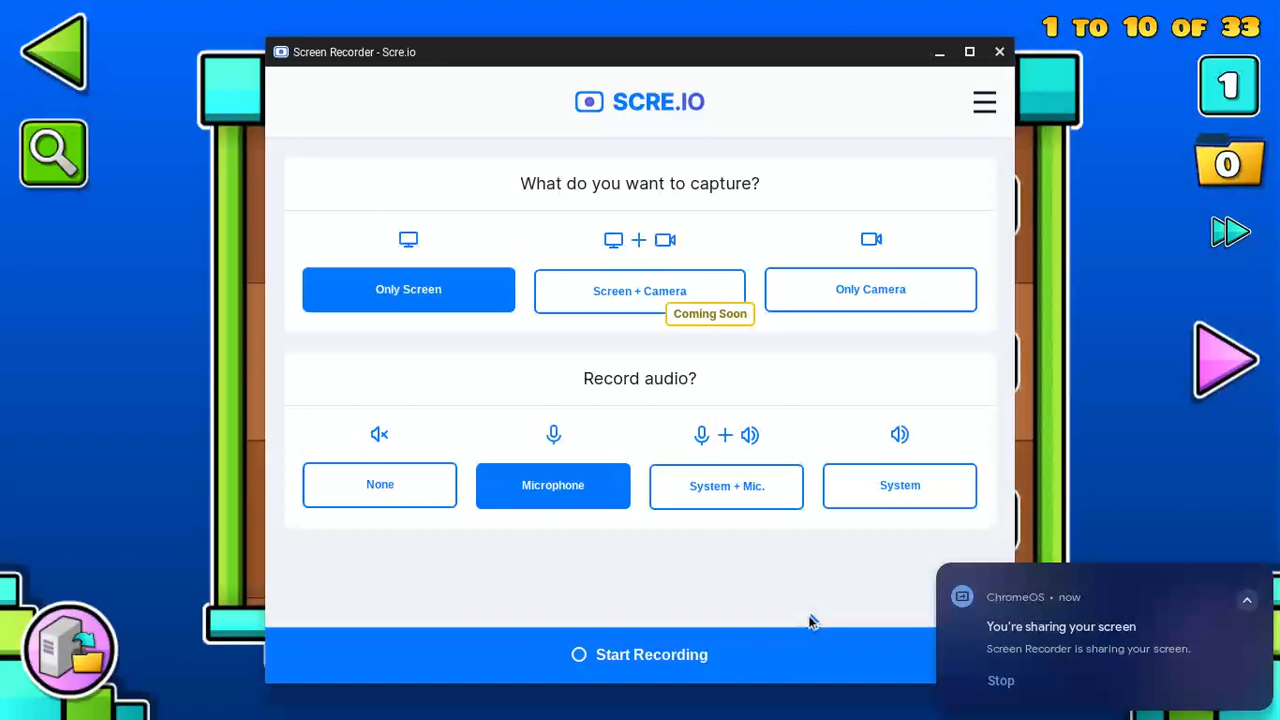 1 TO 10 OF 33
Screen Recorder - Scre.io
SCRE.IO
1
0
What do you want to capture?
Only Screen
Screen + Camera
Only Camera
Coming Soon
Record audio?
None
Microphone
System + Mic.
System
ChromeOS • now
You're sharing your screen
Screen Recorder is sharing your screen.
Stop
Start Recording